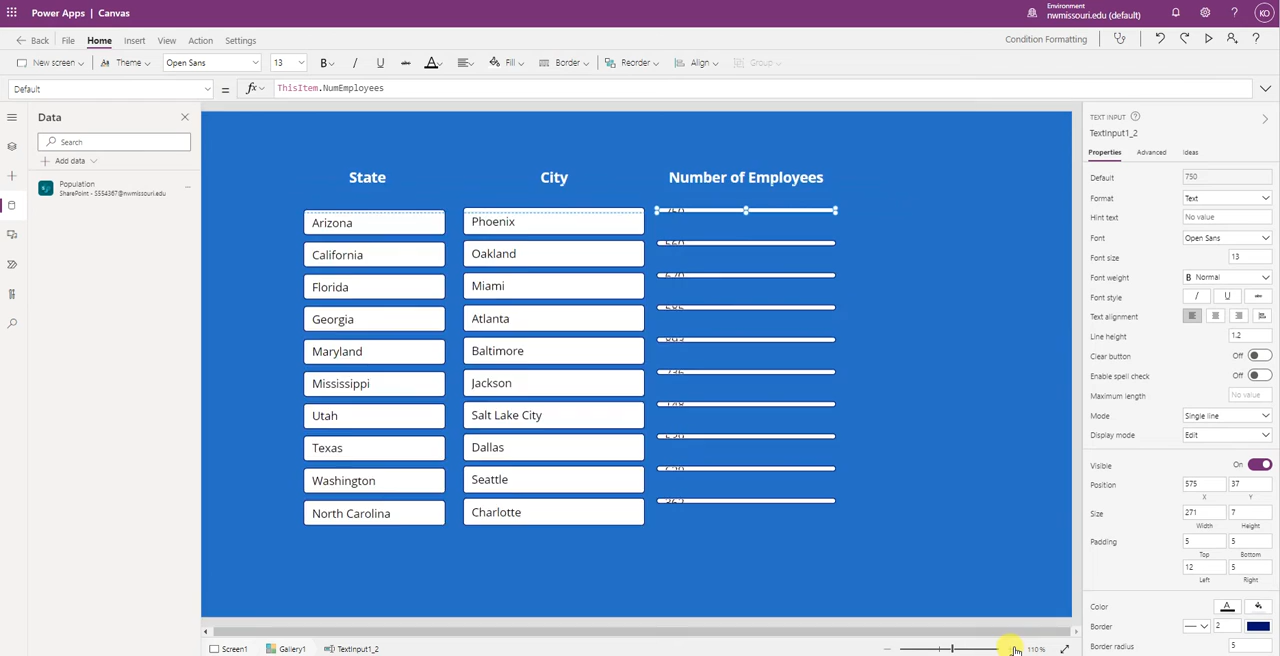 Power Apps | Canvas
Environment
nwmissouri.edu (default)
?
KO
Back
File
Home
Insert
View
Action
Settings
Condition Formatting
?
New screen
Theme
Open Sans
13
B
/
U
abc
A
Fill
Border
Reorder
Align
Group
Default
=
fx
ThisItem.NumEmployees
Data
Search
Add data
Population
SharePoint - S554367@nwmissouri.edu
State
City
Number of Employees
Arizona
Phoenix
California
Oakland
Florida
Miami
Georgia
Atlanta
Maryland
Baltimore
Mississippi
Jackson
Utah
Salt Lake City
Texas
Dallas
Washington
Seattle
North Carolina
Charlotte
TEXT INPUT
TextInput1_2
Properties
Advanced
Ideas
Default
750
Format
Text
Hint text
No value
Font
Open Sans
Font size
13
Font weight
B Normal
Font style
/
U
abc
Text alignment
Line height
1.2
Clear button
Off
Enable spell check
Off
Maximum length
No value
Mode
Single line
Display mode
Edit
Visible
On
Position
575
37
X
Y
Size
271
7
Width
Height
Padding
5
5
Top
Bottom
12
5
Left
Right
Color
A
Border
2
Border radius
5
Screen1
Gallery1
TextInput1_2
110 %